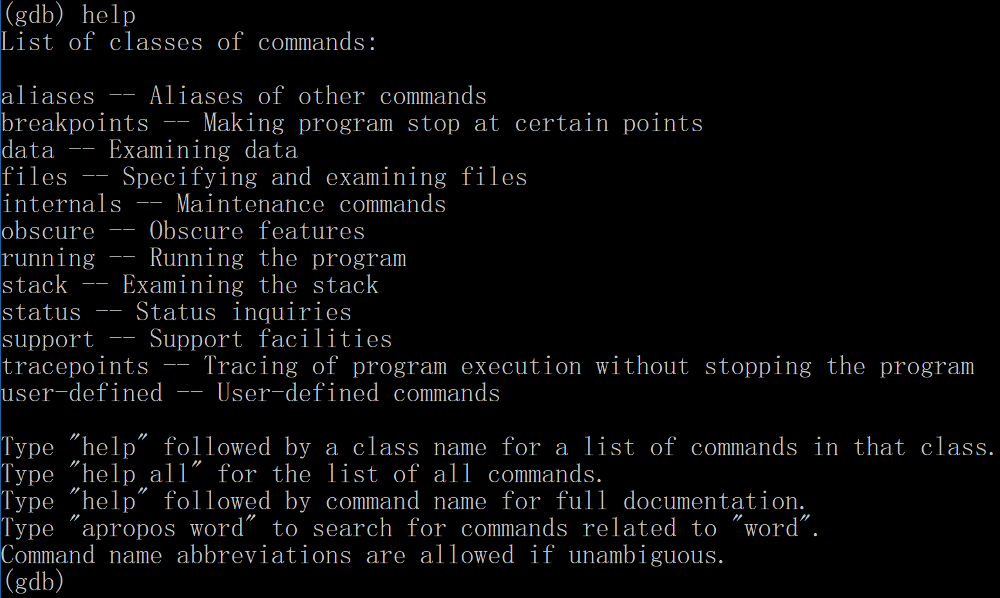 (gdb) help
List of classes of commands:

aliases -- Aliases of other commands
breakpoints -- Making program stop at certain points
data -- Examining data
files -- Specifying and examining files
internals -- Maintenance commands
obscure -- Obscure features
running -- Running the program
stack -- Examining the stack
status -- Status inquiries
support -- Support facilities
tracepoints -- Tracing of program execution without stopping the program
user-defined -- User-defined commands

Type "help" followed by a class name for a list of commands in that class.
Type "help all" for the list of all commands.
Type "help" followed by command name for full documentation.
Type "apropos word" to search for commands related to "word".
Command name abbreviations are allowed if unambiguous.
(gdb)